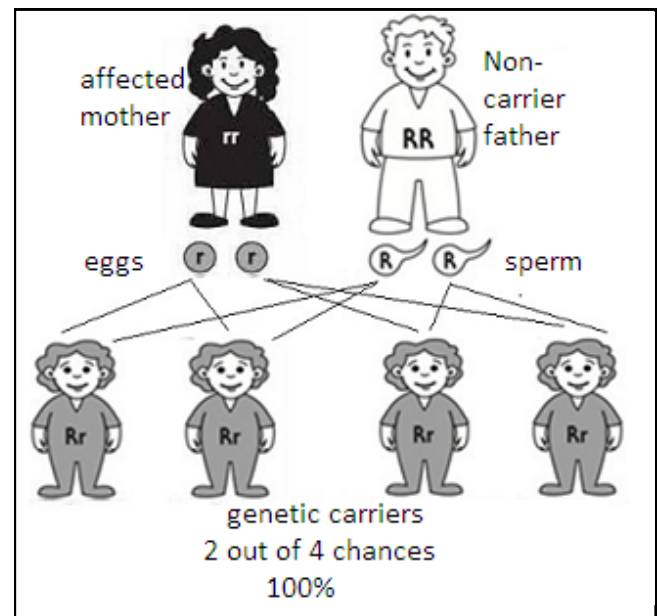 affected
mother
Non-
carrier
father
rr
RR
eggs
r
r
R
R
sperm
Rr
Rr
Rr
Rr
genetic carriers
2 out of 4 chances
100%